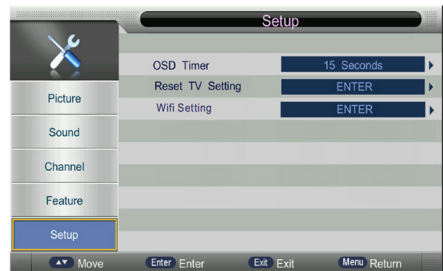 Setup
OSD Timer 15 Seconds
Reset TV Setting ENTER
Wifi Setting ENTER
Picture
Sound
Channel
Feature
Setup
Move Enter Enter Exit Exit Menu Return